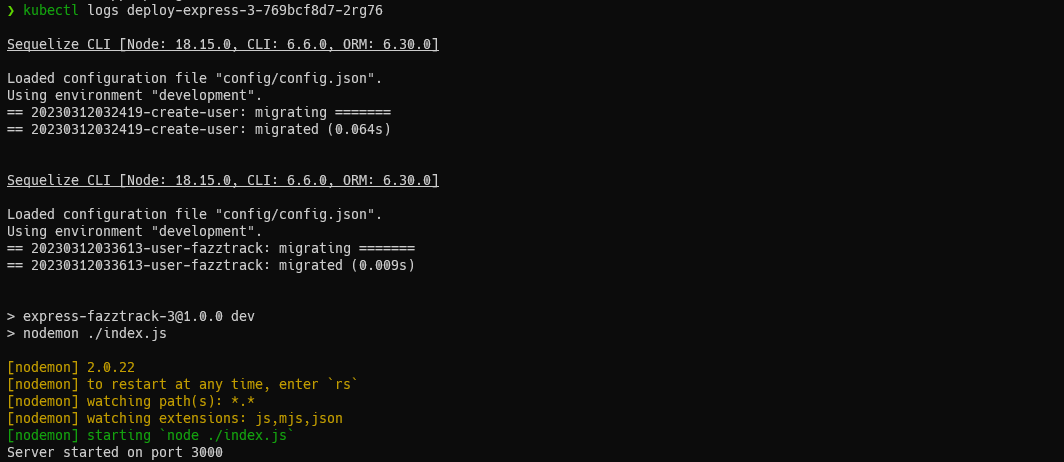 ❯ kubectl logs deploy-express-3-769bcf8d7-2rg76
Sequelize CLI [Node: 18.15.0, CLI: 6.6.0, ORM: 6.30.0]
Loaded configuration file "config/config.json".
Using environment "development".
== 20230312032419-create-user: migrating =======
== 20230312032419-create-user: migrated (0.064s)
Sequelize CLI [Node: 18.15.0, CLI: 6.6.0, ORM: 6.30.0]
Loaded configuration file "config/config.json".
Using environment "development".
== 20230312033613-user-fazztrack: migrating =======
== 20230312033613-user-fazztrack: migrated (0.009s)
> express-fazztrack-3@1.0.0 dev
> nodemon ./index.js
[nodemon] 2.0.22
[nodemon] to restart at any time, enter `rs`
[nodemon] watching path(s): *.*
[nodemon] watching extensions: js,mjs,json
[nodemon] starting `node ./index.js`
Server started on port 3000